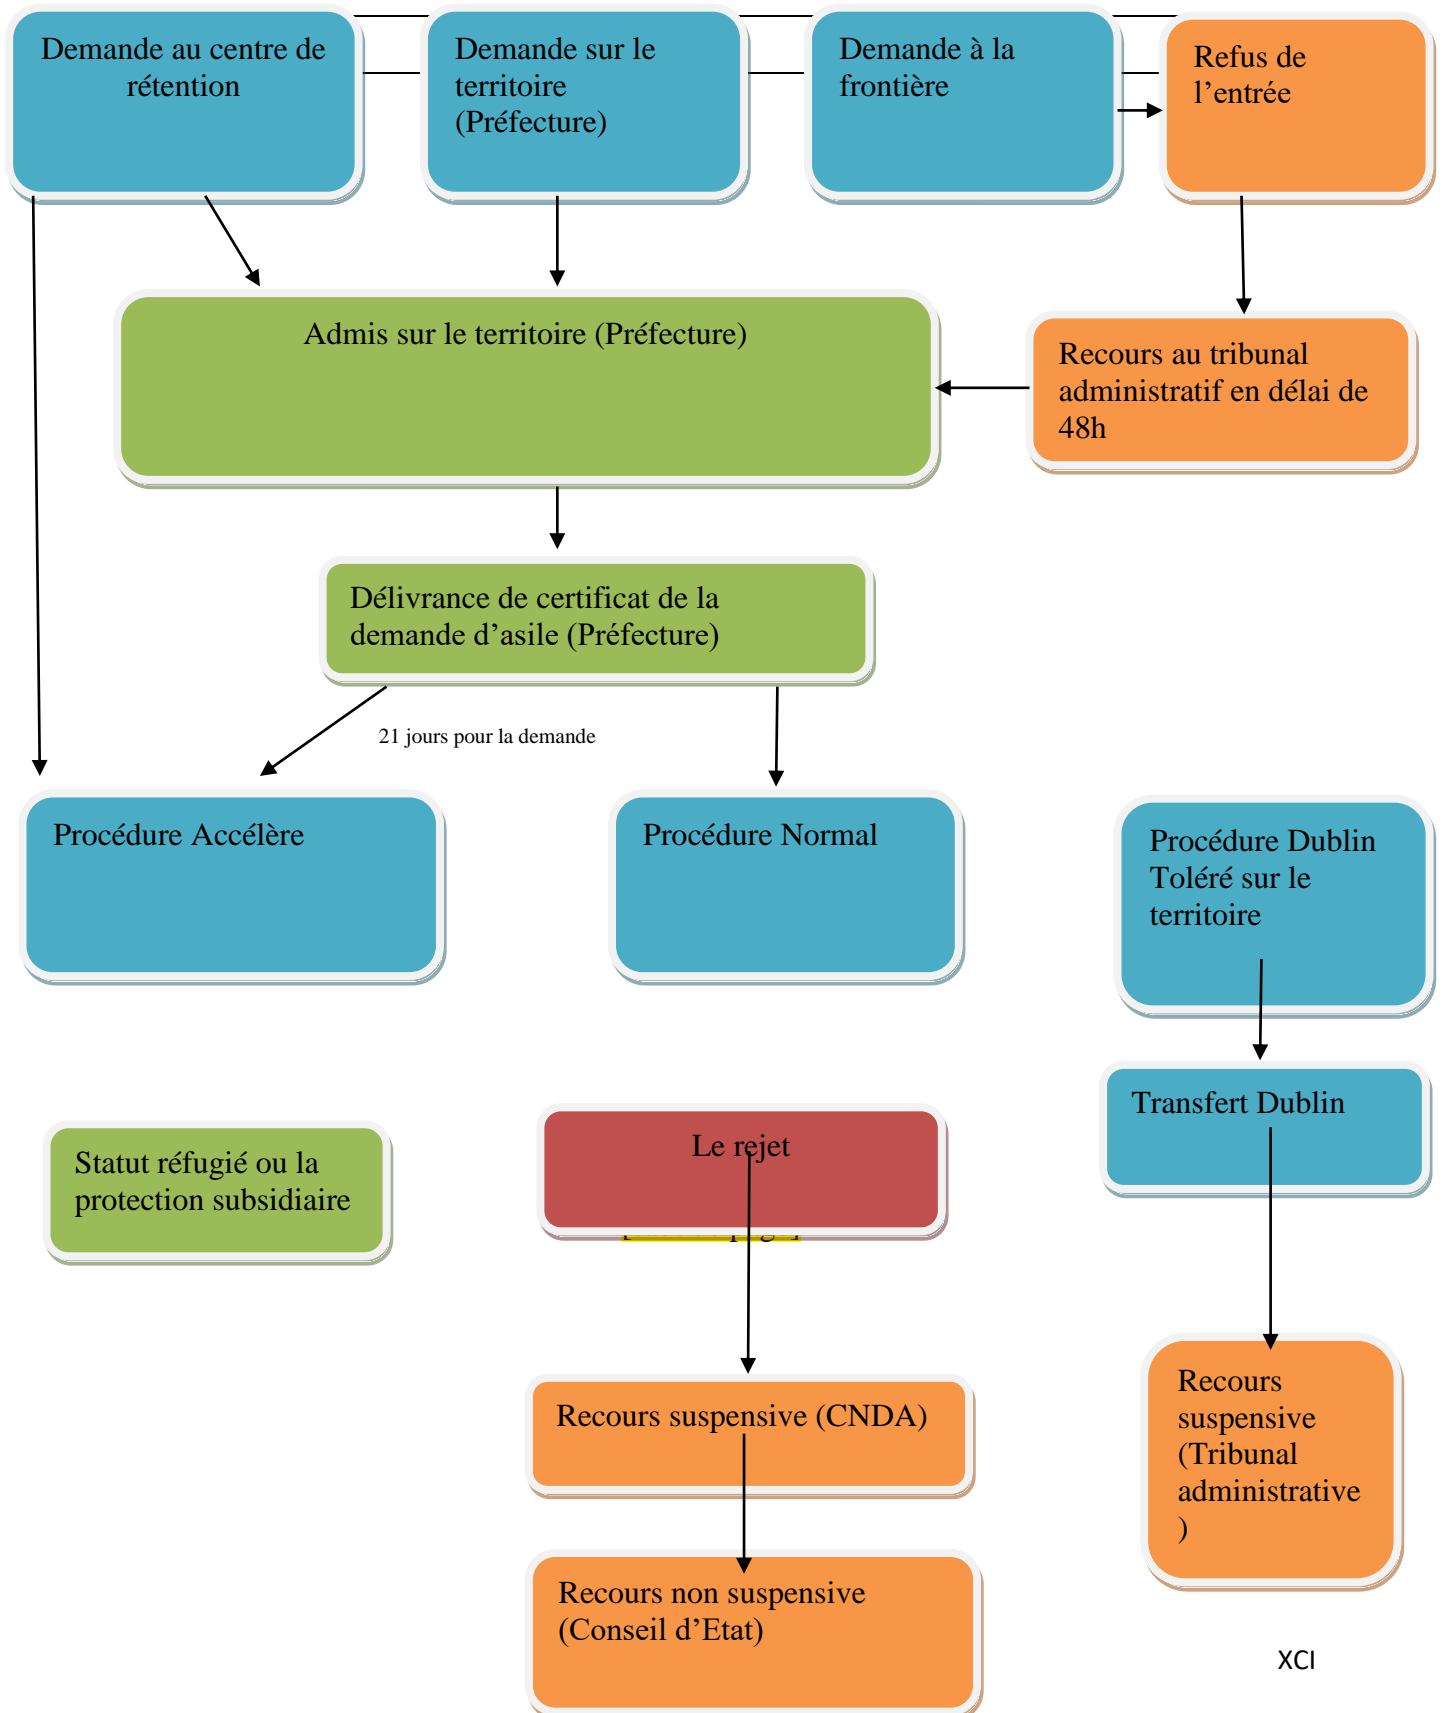 Demande au centre de
rétention
Demande sur le
territoire
(Préfecture)
Demande à la
frontière
Refus de
l’entrée
Admis sur le territoire (Préfecture)
Recours au tribunal
administratif en délai de
48h
Délivrance de certificat de la
demande d’asile (Préfecture)
21 jours pour la demande
Procédure Accélère
Procédure Normal
Procédure Dublin
Toléré sur le
territoire
Transfert Dublin
Statut réfugié ou la
protection subsidiaire
Le rejet
Recours suspensive (CNDA)
Recours
suspensive
(Tribunal
administrative
)
Recours non suspensive
(Conseil d’Etat)
XCI